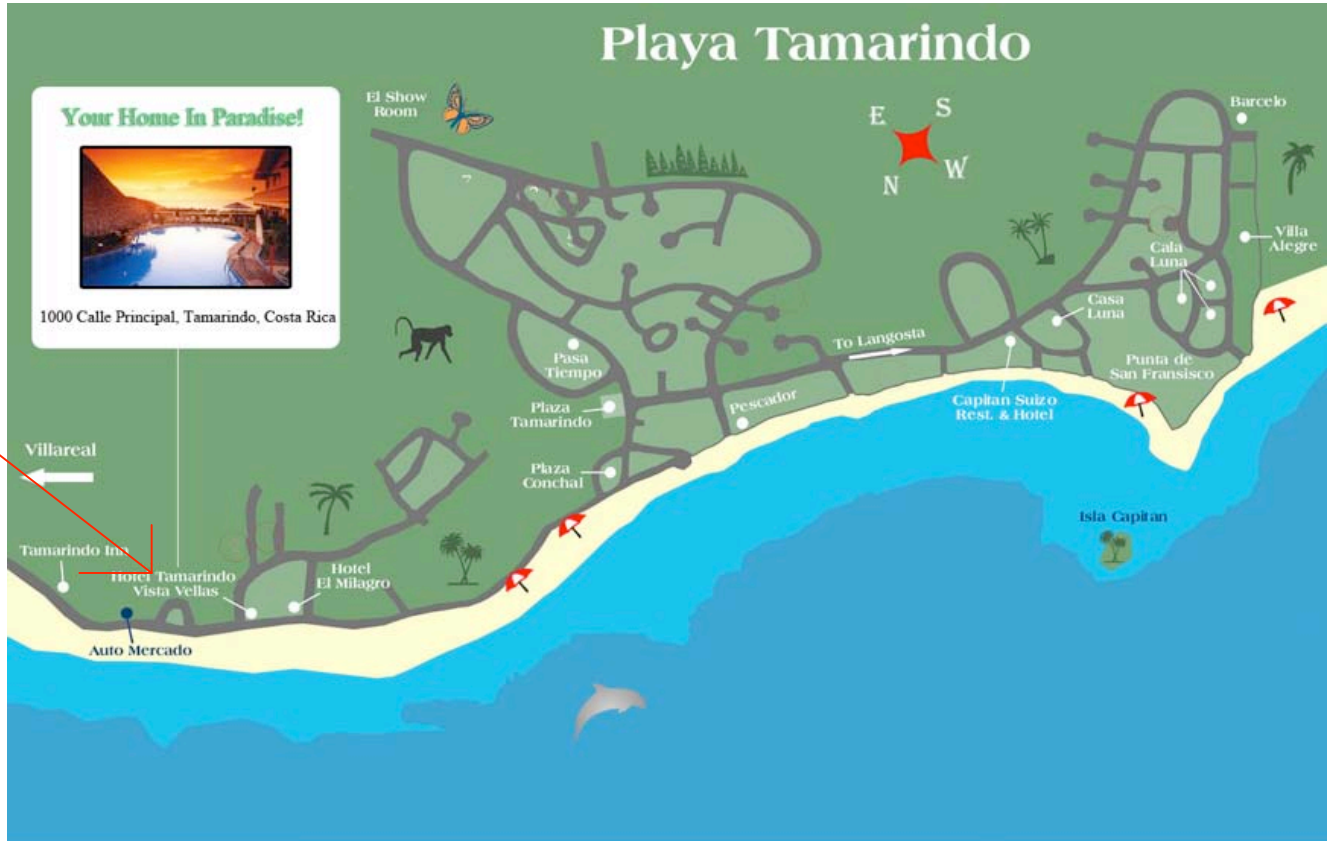 Playa Tamarindo
Your Home In Paradise!
1000 Calle Principal, Tamarindo, Costa Rica
El Show
Room
E
S
N
W
Barcelo
Villa
Alegre
Cala
Luna
Casa
Luna
To Langosta
Punta de
San Fransisco
Pasa
Tiempo
Plaza
Tamarindo
Pescador
Capitan Suizo
Rest. & Hotel
Villareal
Plaza
Conchal
Isla Capitan
Tamarindo Inn
Hotel Tamarindo
Vista Vellas
Hotel
El Milagro
Auto Mercado